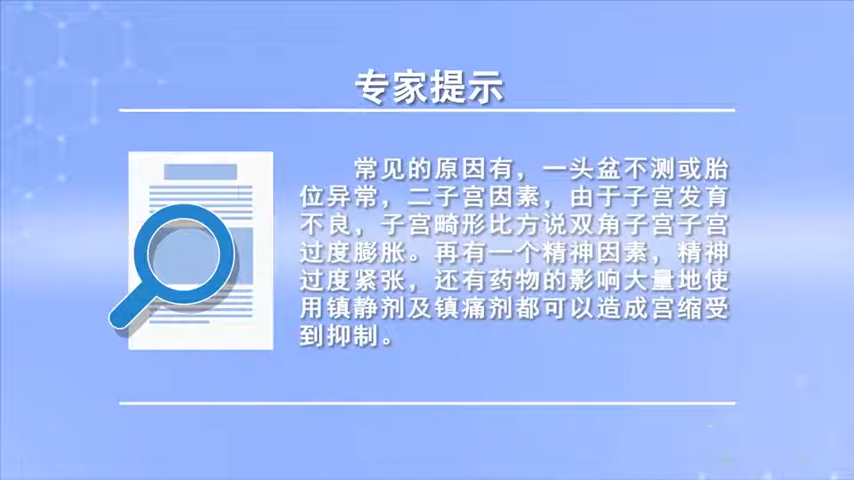 专家提示
常见的原因有，一头盆不测或胎
位异常，二子宫因素，由于子宫发育
不良，子宫畸形比方说双角子宫子宫
过度膨胀。再有一个精神因素，精神
过度紧张，还有药物的影响大量地使
用镇静剂及镇痛剂都可以造成宫缩受
到抑制。